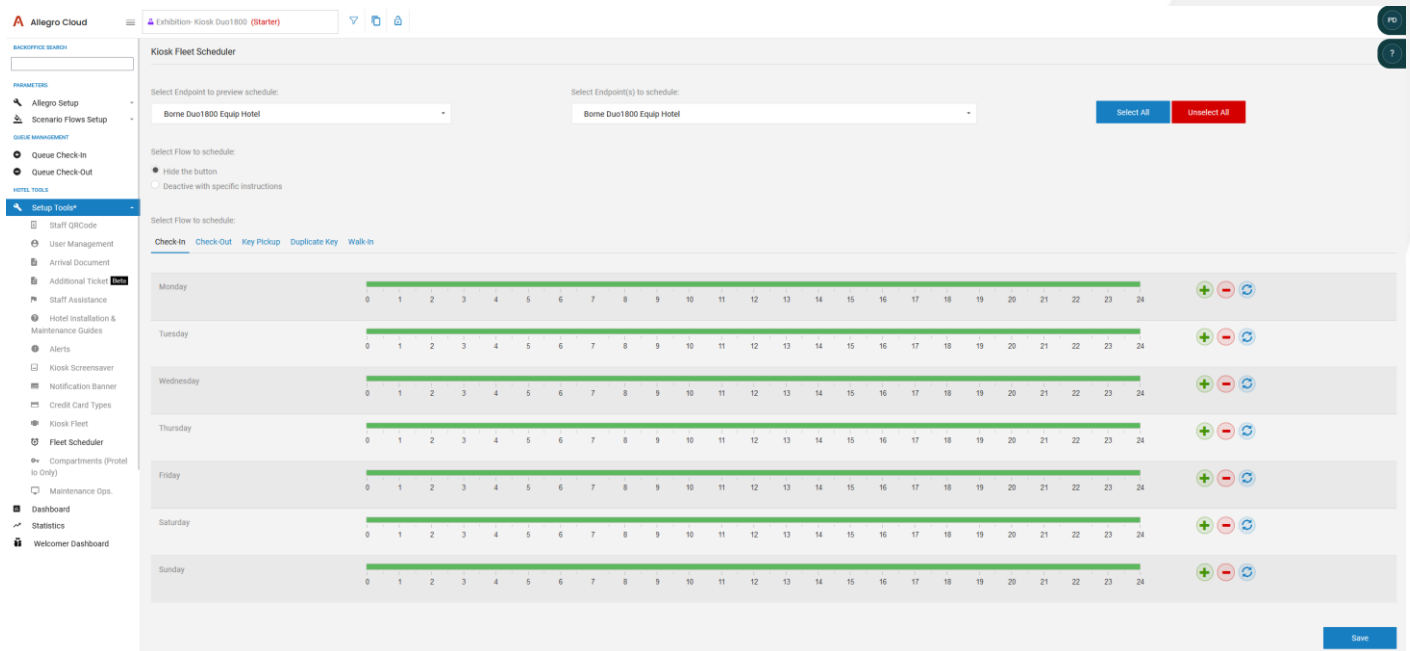 Allegro Cloud
Exhibition- Kiosk Duo1800 (Starter)
PD
?
BACKOFFICE SEARCH
PARAMETERS
Allegro Setup
Scenario Flows Setup
QUEUE MANAGEMENT
Queue Check-In
Queue Check-Out
HOTEL TOOLS
Setup Tools*
Staff QRCode
User Management
Arrival Document
Additional Ticket Beta
Staff Assistance
Hotel Installation &
Maintenance Guides
Alerts
Kiosk Screensaver
Notification Banner
Credit Card Types
Kiosk Fleet
Fleet Scheduler
Compartments (Protel
Io Only)
Maintenance Ops.
Dashboard
Statistics
Welcomer Dashboard
Kiosk Fleet Scheduler
Select Endpoint to preview schedule:
Borne Duo1800 Equip Hotel
Select Endpoint(s) to schedule:
Borne Duo1800 Equip Hotel
Select All
Unselect All
Select Flow to schedule:
Hide the button
Deactive with specific instructions
Select Flow to schedule:
Check-In Check-Out Key Pickup Duplicate Key Walk-In
Monday
0 1 2 3 4 5 6 7 8 9 10 11 12 13 14 15 16 17 18 19 20 21 22 23 24
Tuesday
0 1 2 3 4 5 6 7 8 9 10 11 12 13 14 15 16 17 18 19 20 21 22 23 24
Wednesday
0 1 2 3 4 5 6 7 8 9 10 11 12 13 14 15 16 17 18 19 20 21 22 23 24
Thursday
0 1 2 3 4 5 6 7 8 9 10 11 12 13 14 15 16 17 18 19 20 21 22 23 24
Friday
0 1 2 3 4 5 6 7 8 9 10 11 12 13 14 15 16 17 18 19 20 21 22 23 24
Saturday
0 1 2 3 4 5 6 7 8 9 10 11 12 13 14 15 16 17 18 19 20 21 22 23 24
Sunday
0 1 2 3 4 5 6 7 8 9 10 11 12 13 14 15 16 17 18 19 20 21 22 23 24
Save